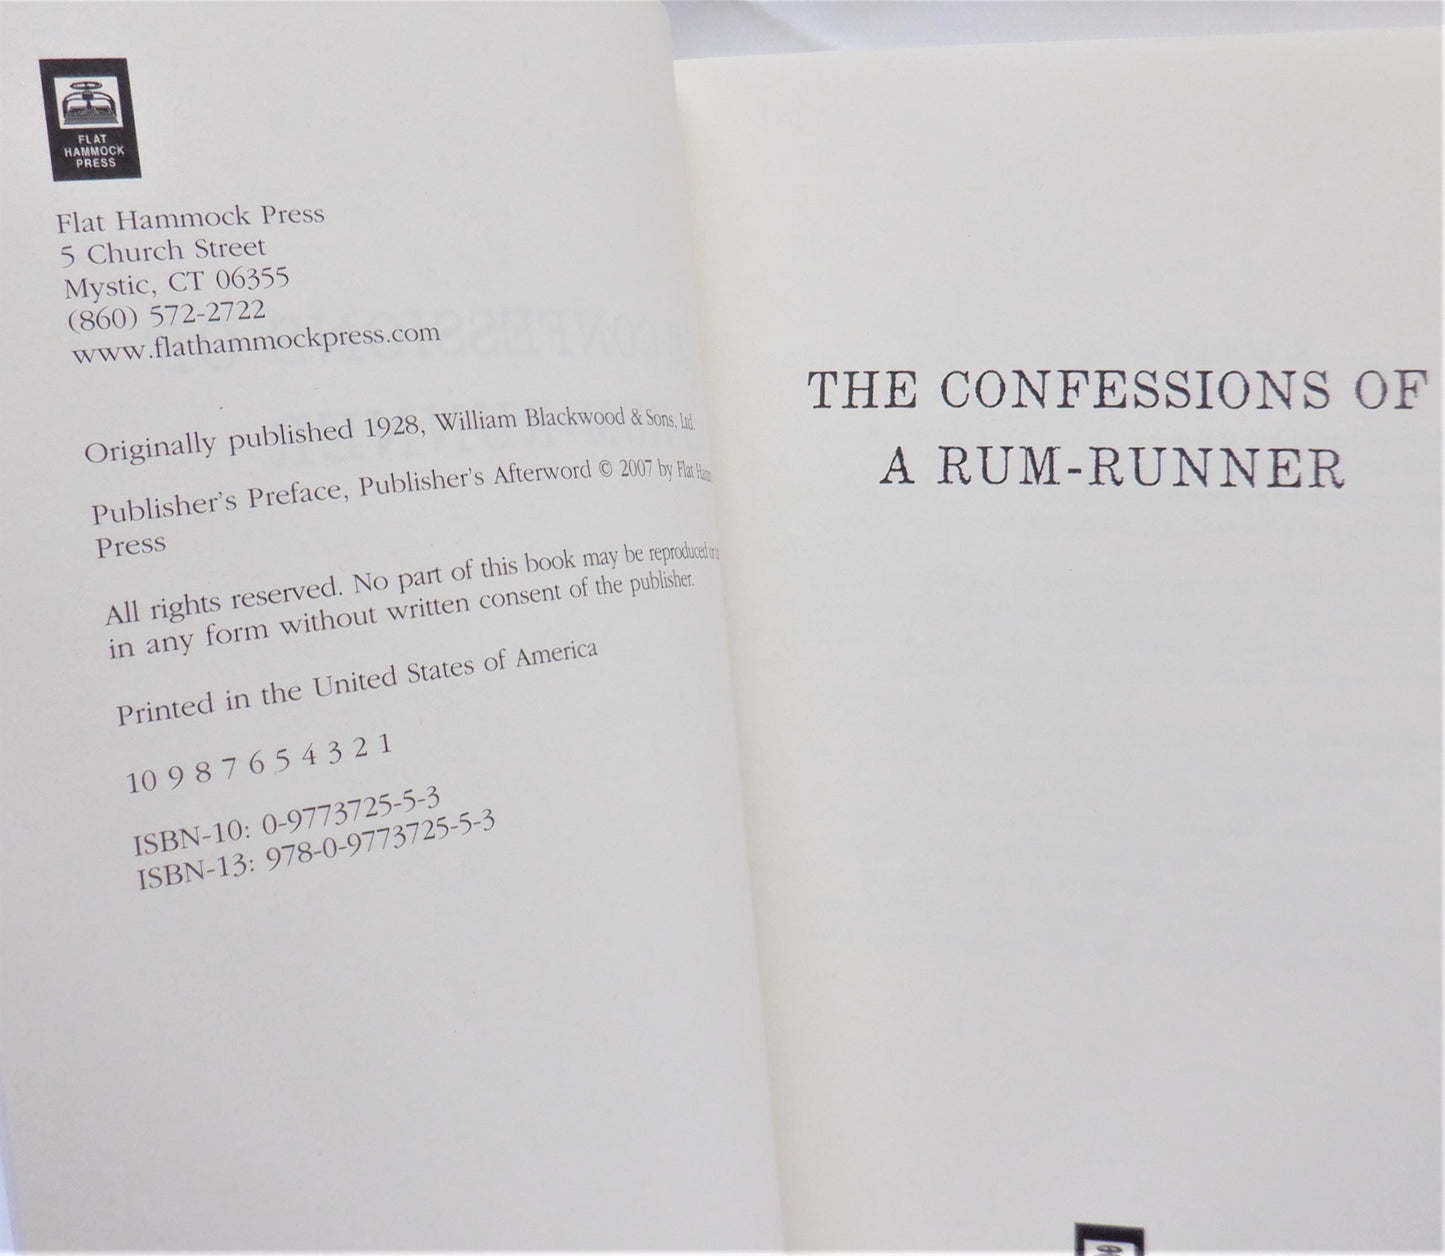 FLAT
HAMMOCK
PRESS
Flat Hammock Press
5 Church Street
Mystic, CT 06355
(860) 572-2722
www.flathammockpress.com
Originally published 1928, William Blackwood & Sons, Ltd.
Publisher's Preface, Publisher's Afterword © 2007 by Flat
Press
All rights reserved. No part of this book may be reproduced or
in any form without written consent of the publisher.
Printed in the United States of America
10 9 8 7 6 5 4 3 2 1
ISBN-10: 0-9773725-5-3
ISBN-13: 978-0-9773725-5-3
THE CONFESSIONS OF
A RUM-RUNNER